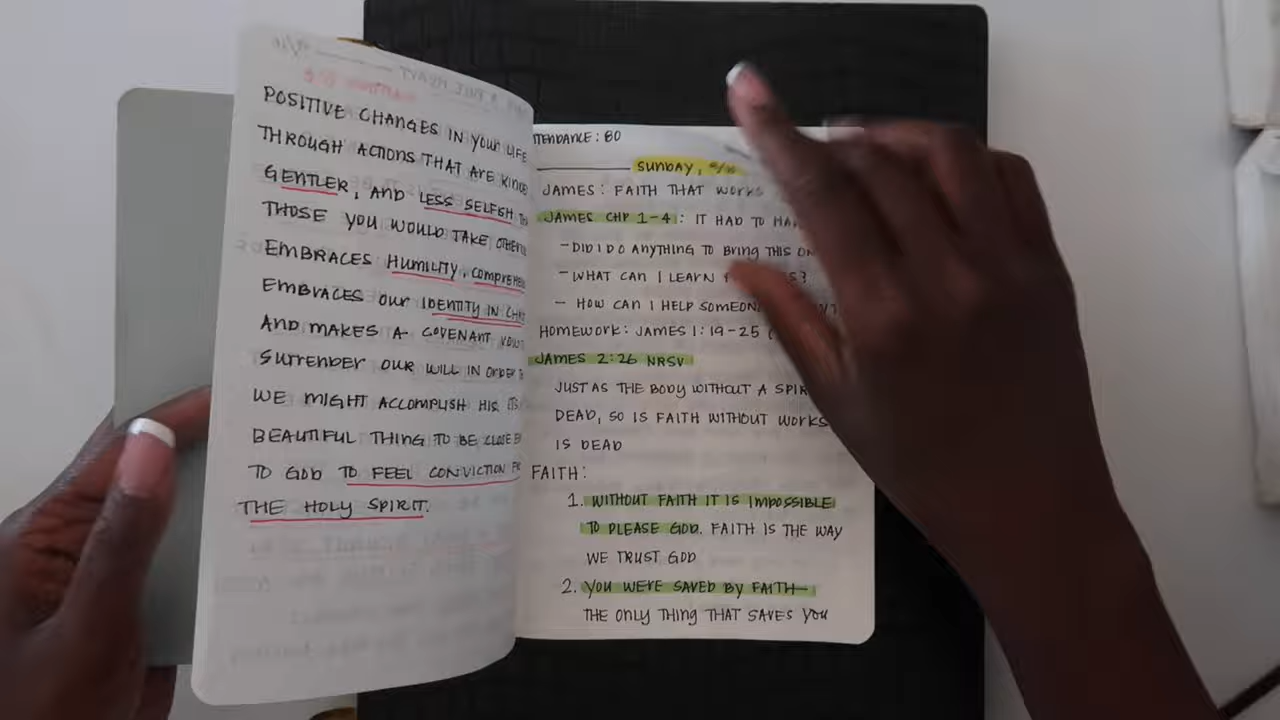 POSITIVE CHANGES IN YOUR LIFE
THROUGH ACTIONS THAT ARE
GENTLER, AND LESS SELFISH
THOSE YOU WOULD TAKE
EMBRACES HUMILITY,
EMBRACES OUR IDENTITY IN
AND MAKES A COVENANT
SURRENDER OUR WILL IN ORDER
WE MIGHT ACCOMPLISH HIS
BEAUTIFUL THING TO BE CLOSE
TO GOD TO FEEL CONVICTION
THE HOLY SPIRIT.
SUNDAY,
JAMES: FAITH THAT WORKS
JAMES CHP 1-4: IT HAD TO
-DID I DO ANYTHING TO BRING THIS
-WHAT CAN I LEARN
- HOW CAN I HELP
HOMEWORK: JAMES 1:19-25
JAMES 2:26 NRSV
JUST AS THE BODY WITHOUT A
DEAD, SO IS FAITH WITHOUT WORKS
IS DEAD
FAITH:
1. WITHOUT FAITH IT IS IMPOSSIBLE
TO PLEASE GOD. FAITH IS THE WAY
WE TRUST GOD
2. YOU WERE SAVED BY FAITH—
THE ONLY THING THAT SAVES YOU